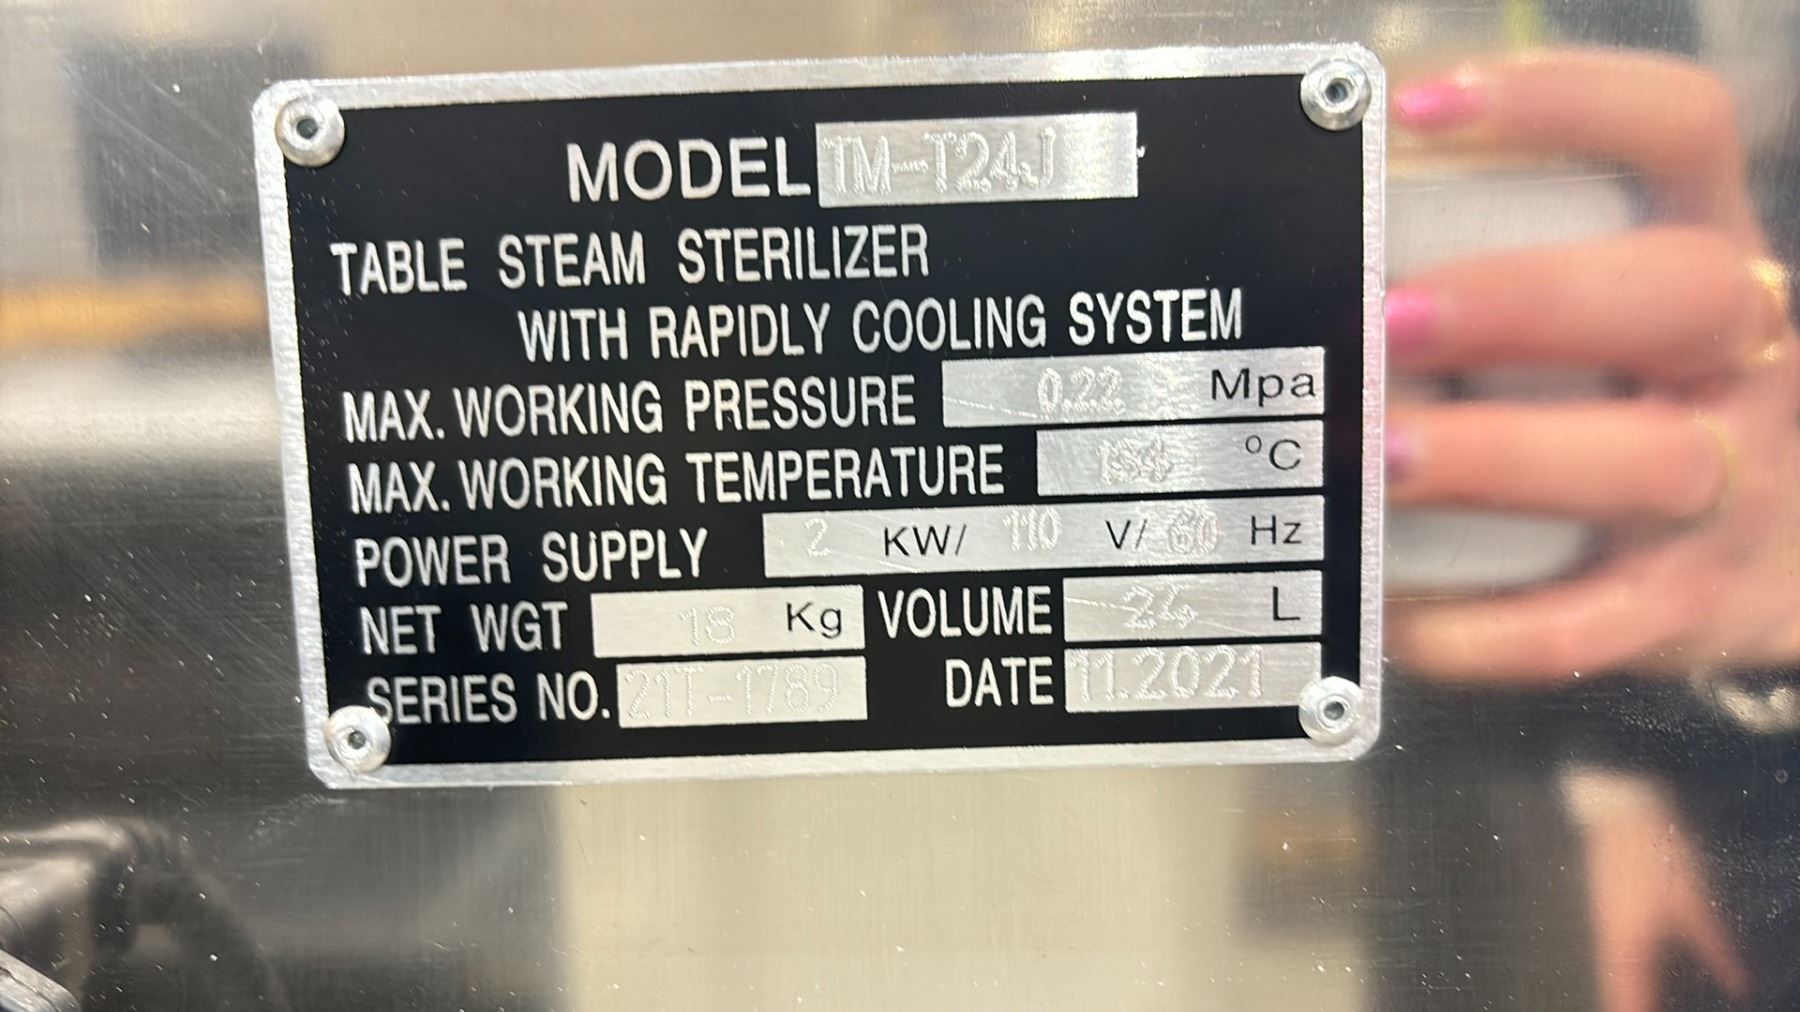 MODEL TM-T24J
TABLE STEAM STERILIZER
WITH RAPIDLY COOLING SYSTEM
MAX. WORKING PRESSURE 0.22 Mpa
MAX. WORKING TEMPERATURE 134 °C
POWER SUPPLY 2 KW/ 110 V/ 60 Hz
NET WGT 18 Kg VOLUME 24 L
SERIES NO. 21T-1789 DATE 11.2021